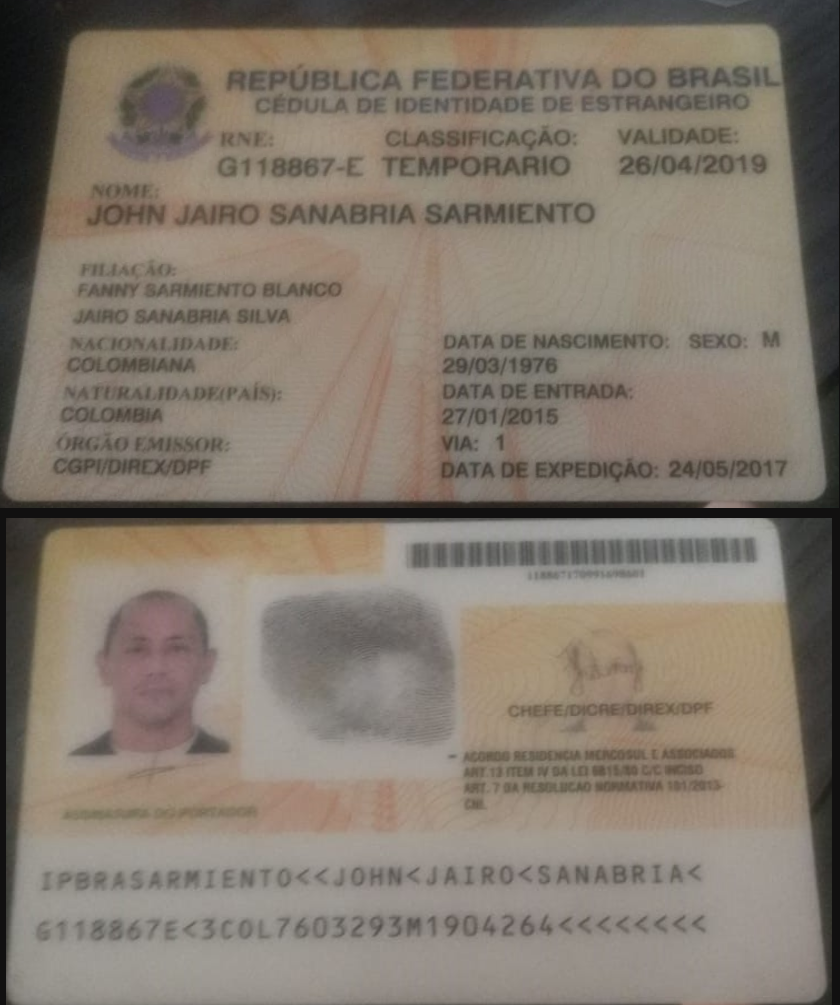 REPÚBLICA FEDERATIVA DO BRASIL
CÉDULA DE IDENTIDADE DE ESTRANGEIRO
RNE: CLASSIFICAÇÃO: VALIDADE:
G118867-E TEMPORARIO 26/04/2019
NOME:
JOHN JAIRO SANABRIA SARMIENTO
FILIAÇÃO:
FANNY SARMIENTO BLANCO
JAIRO SANABRIA SILVA
NACIONALIDADE:
COLOMBIANA
NATURALIDADE(PAÍS):
COLOMBIA
ÓRGÃO EMISSOR:
CGPI/DIREX/DPF
DATA DE NASCIMENTO: SEXO: M
29/03/1976
DATA DE ENTRADA:
27/01/2015
VIA: 1
DATA DE EXPEDIÇÃO: 24/05/2017
CHEFE/DICRE/DIREX/DPF
ACORDO RESIDENCIA MERCOSUL E ASSOCIADOS
ART.13 ITEM IV DA LEI 6815/80 C/C INCISO
ART. 7 DA RESOLUCAO NORMATIVA 101/2013-
CNI.
ASSINATURA DO PORTADOR
IPBRASARMIENTO<<JOHN<JAIRO<SANABRIA<
G118867E<3COL7603293M1904264<<<<<<<<